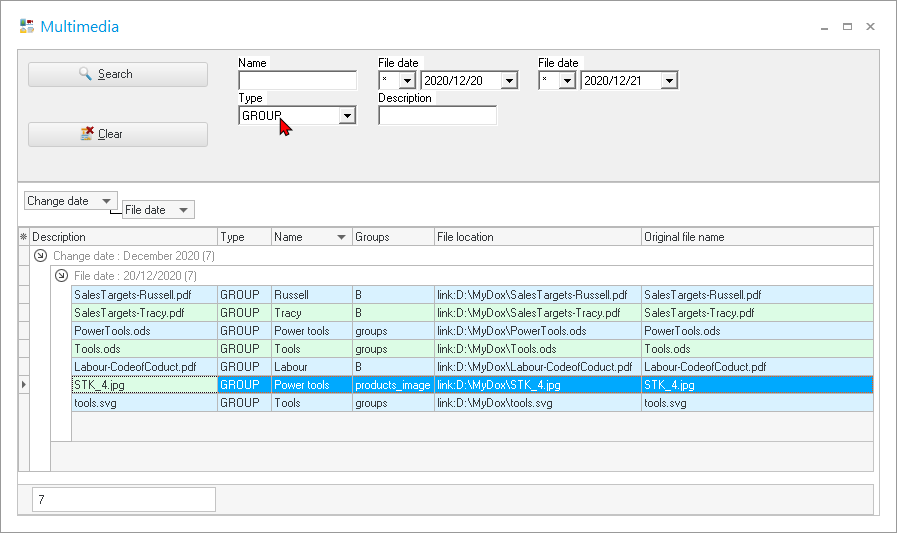 Multimedia
Search
Name
File date
File date
* 2020/12/20
* 2020/12/21
Type
Description
GROUP
Clear
Change date
File date
Description Type Name Groups File location Original file name
Change date : December 2020 (7)
File date : 20/12/2020 (7)
SalesTargets-Russell.pdf GROUP Russell B link:D:\MyDox\SalesTargets-Russell.pdf SalesTargets-Russell.pdf
SalesTargets-Tracy.pdf GROUP Tracy B link:D:\MyDox\SalesTargets-Tracy.pdf SalesTargets-Tracy.pdf
PowerTools.ods GROUP Power tools groups link:D:\MyDox\PowerTools.ods PowerTools.ods
Tools.ods GROUP Tools groups link:D:\MyDox\Tools.ods Tools.ods
Labour-CodeofCoduct.pdf GROUP Labour B link:D:\MyDox\Labour-CodeofCoduct.pdf Labour-CodeofCoduct.pdf
STK_4.jpg GROUP Power tools products_image link:D:\MyDox\STK_4.jpg STK_4.jpg
tools.svg GROUP Tools groups link:D:\MyDox\tools.svg tools.svg
7